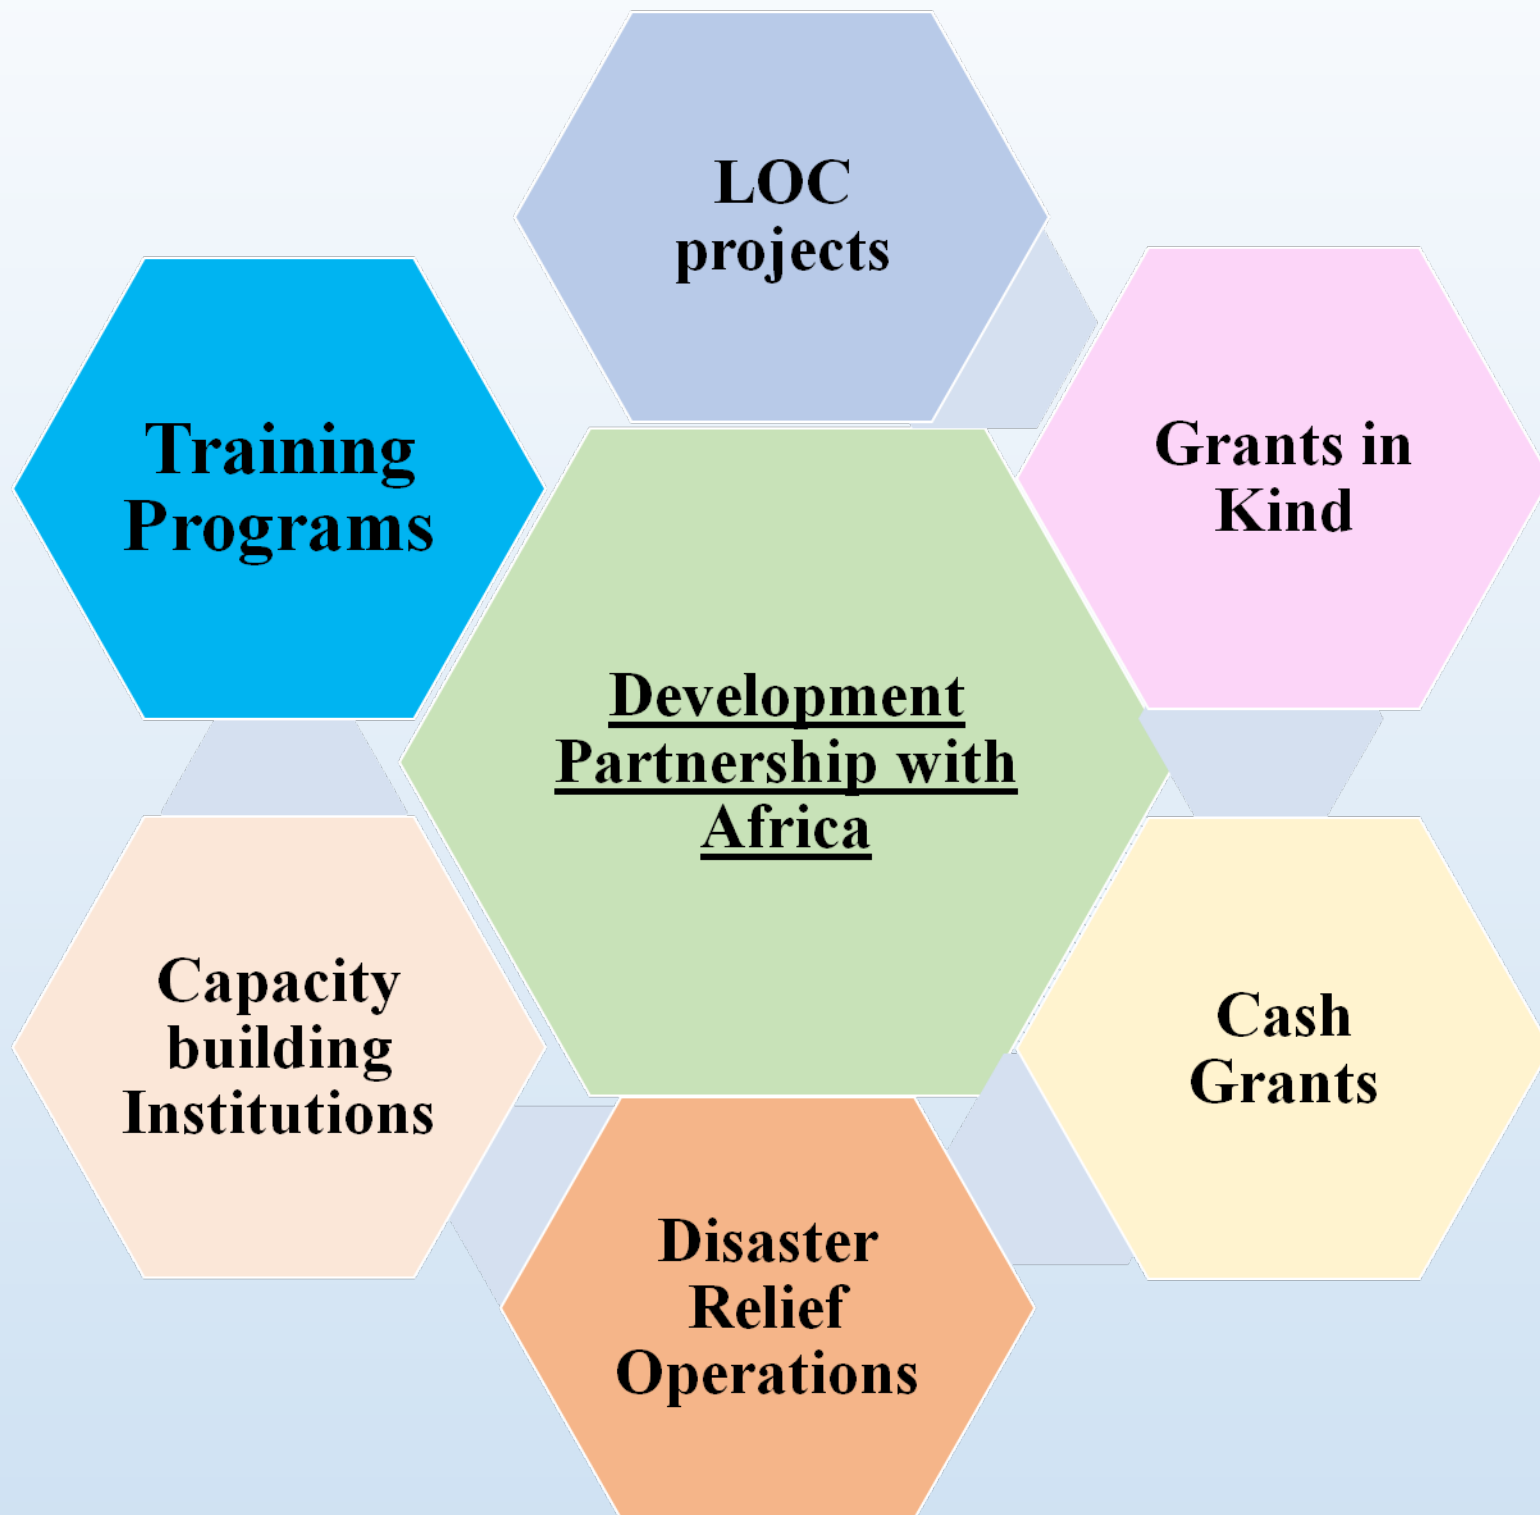 LOC
projects
Grants in
Kind
Training
Programs
Development
Partnership with
Africa
Capacity
building
Institutions
Cash
Grants
Disaster
Relief
Operations